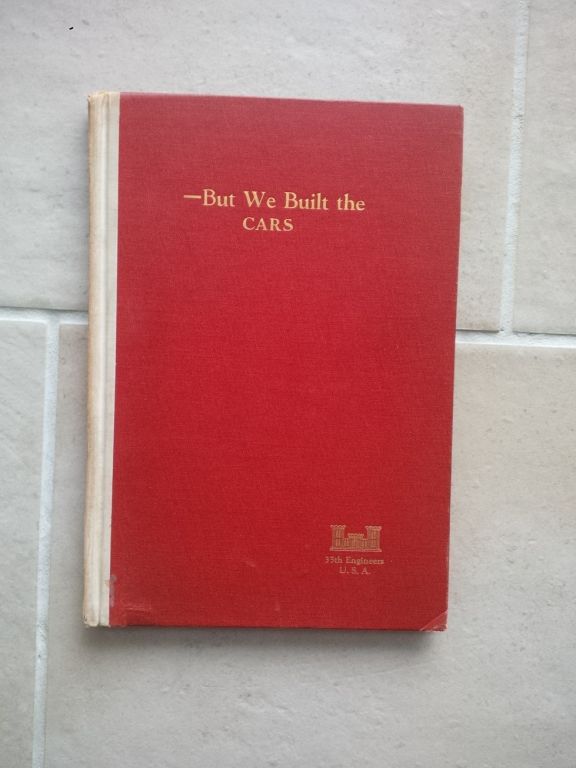 —But We Built the
CARS
35th Engineers
U. S. A.